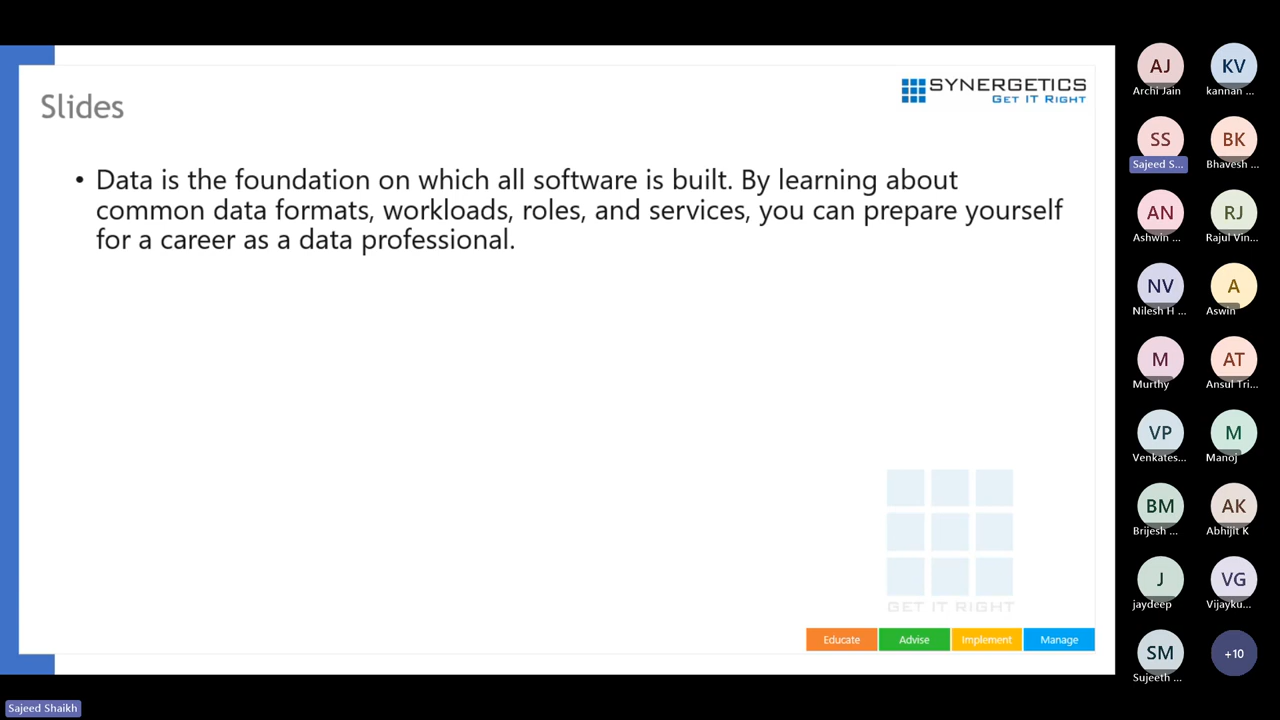 Slides
SYNERGETICS
GET IT RIGHT
• Data is the foundation on which all software is built. By learning about
common data formats, workloads, roles, and services, you can prepare yourself
for a career as a data professional.
GET IT RIGHT
Educate Advise Implement Manage
AJ KV
Archi Jain kannan ...
SS BK
Sajeed S... Bhavesh ...
AN RJ
Ashwin ... Rajul Vin...
NV A
Nilesh H ... Aswin
M AT
Murthy Ansul Tri...
VP M
Venkates... Manoj
BM AK
Brijesh ... Abhijit K
J VG
jaydeep Vijayku...
SM +10
Sujeeth ...
Sajeed Shaikh